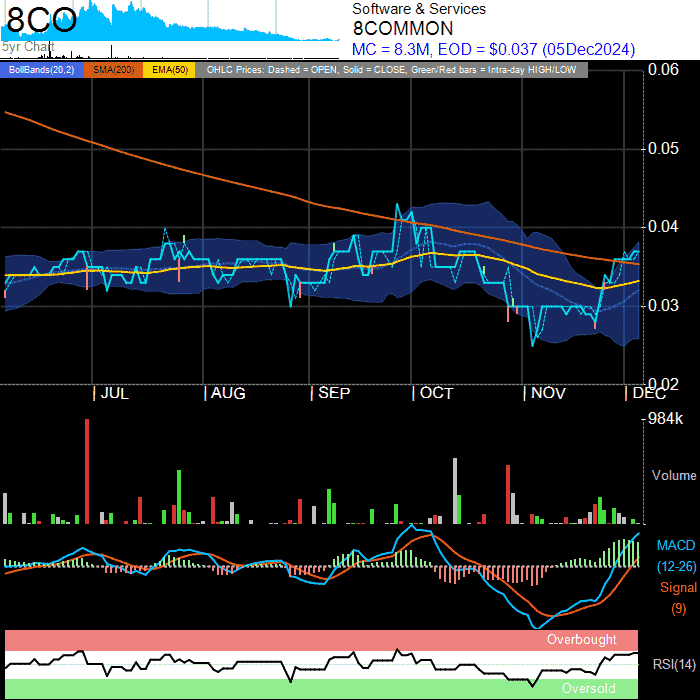 8CO
5yr Chart
Software & Services
8COMMON
MC = 8.3M, EOD = $0.037 (05Dec2024)
BollBands(20,2) SMA(200) EMA(50) OHLC Prices: Dashed = OPEN, Solid = CLOSE, Green/Red bars = Intra-day HIGH/LOW
0.06
0.05
0.04
0.03
0.02
| JUL | AUG | SEP | OCT | NOV | DEC
984k
Volume
MACD
(12-26)
Signal
(9)
Overbought
RSI(14)
Oversold